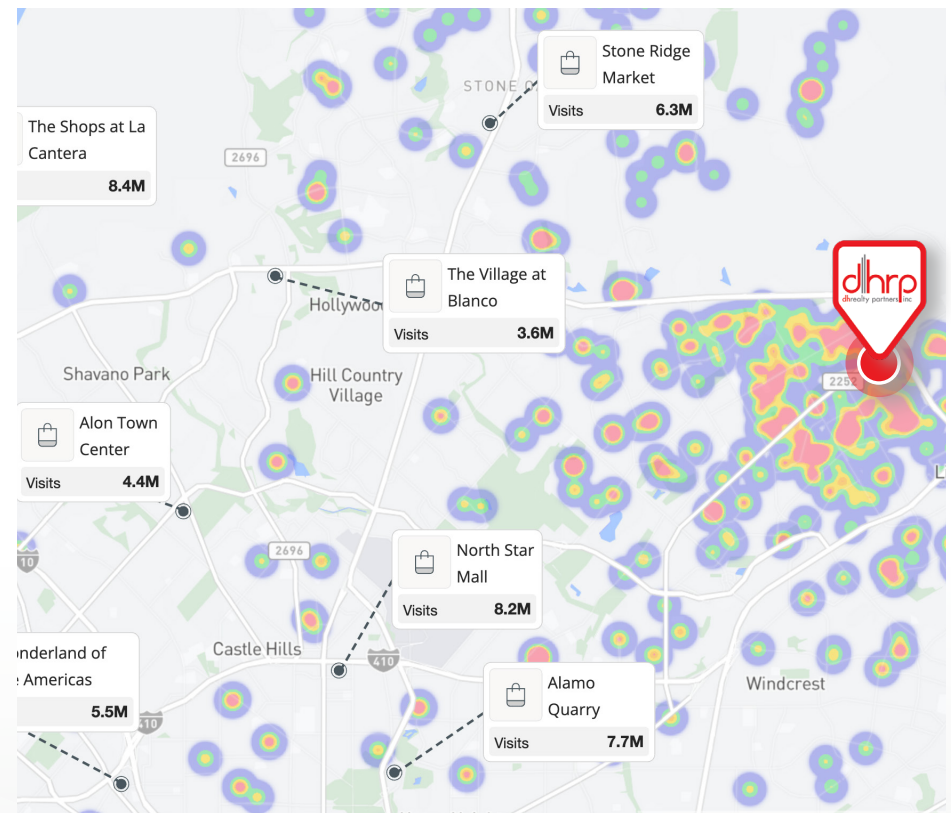 Stone Ridge
Market
Visits 6.3M
STONE O
The Shops at La
Cantera
8.4M
2696
The Village at
Blanco
Visits 3.6M
Hollywoo
dhrp
dhrealty partners, inc
Shavano Park
Hill Country
Village
2252
Alon Town
Center
Visits 4.4M
L
10
2696
North Star
Mall
Visits 8.2M
Castle Hills
410
onderland of
e Americas
5.5M
410
Alamo
Quarry
Visits 7.7M
Windcrest